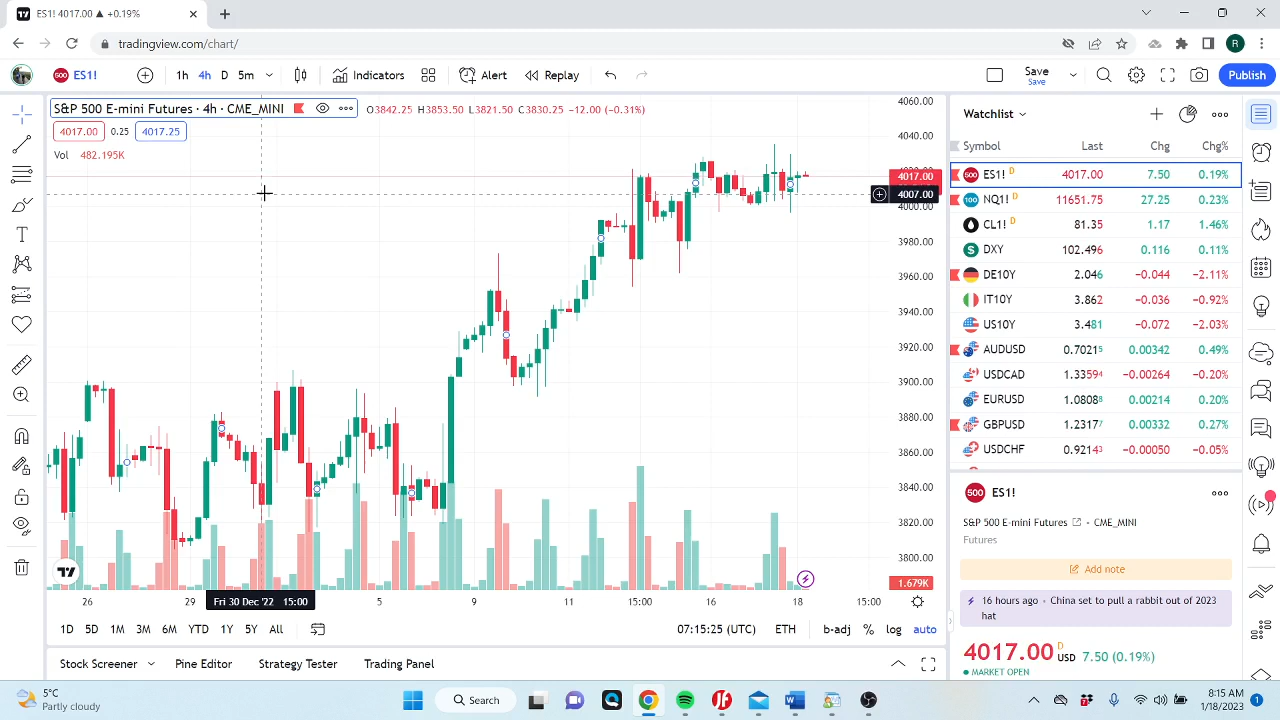 ES1! 4017.00 ▲ +0.19%
tradingview.com/chart/
R
500 ES1! 1h 4h D 5m Indicators Alert Replay Save Save Publish
S&P 500 E-mini Futures · 4h · CME_MINI O3842.25 H3853.50 L3821.50 C3830.25 −12.00 (−0.31%)
4017.00 0.25 4017.25
Vol 482.195K
4060.00
4040.00
4017.00
4007.00
4000.00
3980.00
3960.00
3940.00
3920.00
3900.00
3880.00
3860.00
3840.00
3820.00
3800.00
1.679K
26 29 Fri 30 Dec '22 15:00 5 9 11 15:00 16 18 15:00
1D 5D 1M 3M 6M YTD 1Y 5Y All 07:15:25 (UTC) ETH b-adj % log auto
Stock Screener Pine Editor Strategy Tester Trading Panel
Watchlist
Symbol Last Chg Chg%
500 ES1! D 4017.00 7.50 0.19%
100 NQ1! D 11651.75 27.25 0.23%
CL1! D 81.35 1.17 1.46%
$ DXY 102.496 0.116 0.11%
DE10Y 2.046 −0.044 −2.11%
IT10Y 3.862 −0.036 −0.92%
US10Y 3.481 −0.072 −2.03%
AUDUSD 0.70215 0.00342 0.49%
USDCAD 1.33594 −0.00264 −0.20%
EURUSD 1.08088 0.00214 0.20%
GBPUSD 1.23177 0.00332 0.27%
USDCHF 0.92143 −0.00050 −0.05%
500 ES1!
S&P 500 E-mini Futures · CME_MINI
Futures
Add note
16 hours ago · China set to pull a rabbit out of 2023
hat
4017.00 D USD 7.50 (0.19%)
MARKET OPEN
5°C
Partly cloudy
Search
8:15 AM
1/18/2023
1